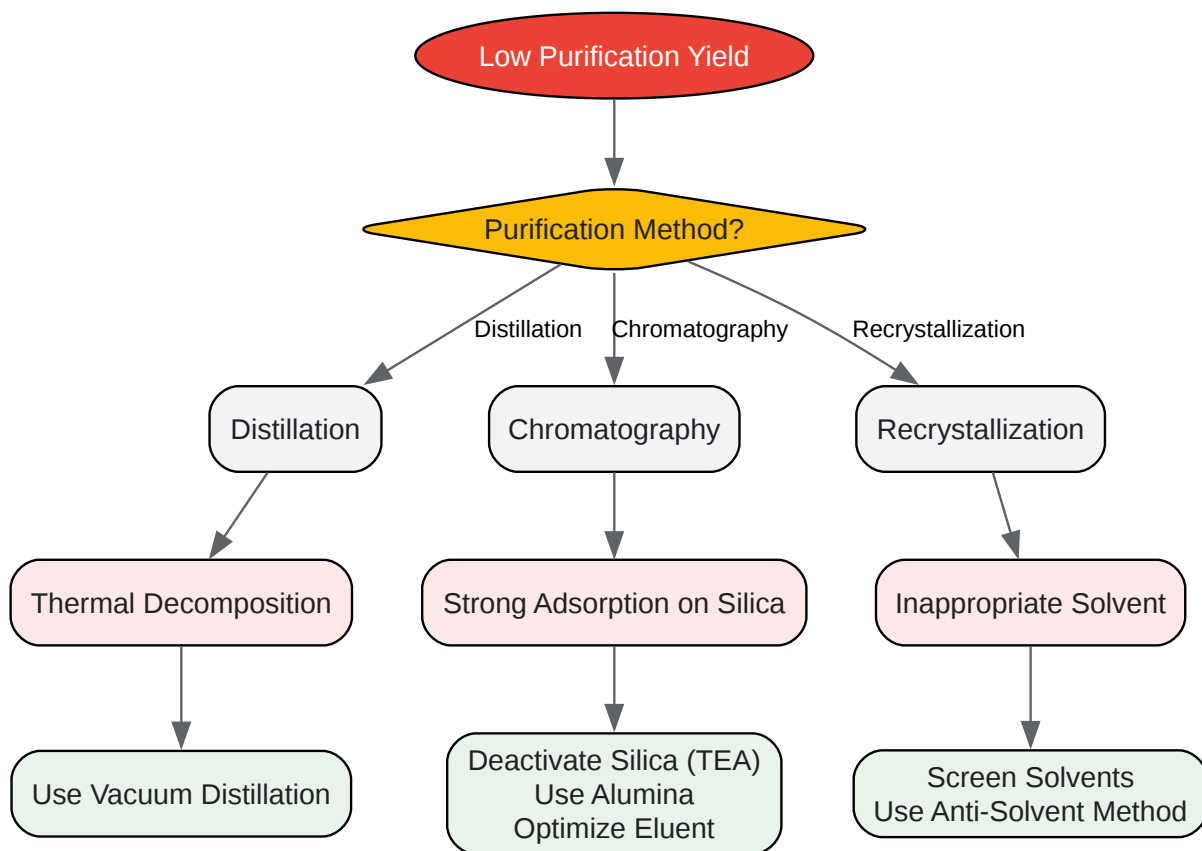 Low Purification Yield
Purification Method?
Distillation
Chromatography
Recrystallization
Distillation
Chromatography
Recrystallization
Thermal Decomposition
Strong Adsorption on Silica
Inappropriate Solvent
Use Vacuum Distillation
Deactivate Silica (TEA)
Use Alumina
Optimize Eluent
Screen Solvents
Use Anti-Solvent Method